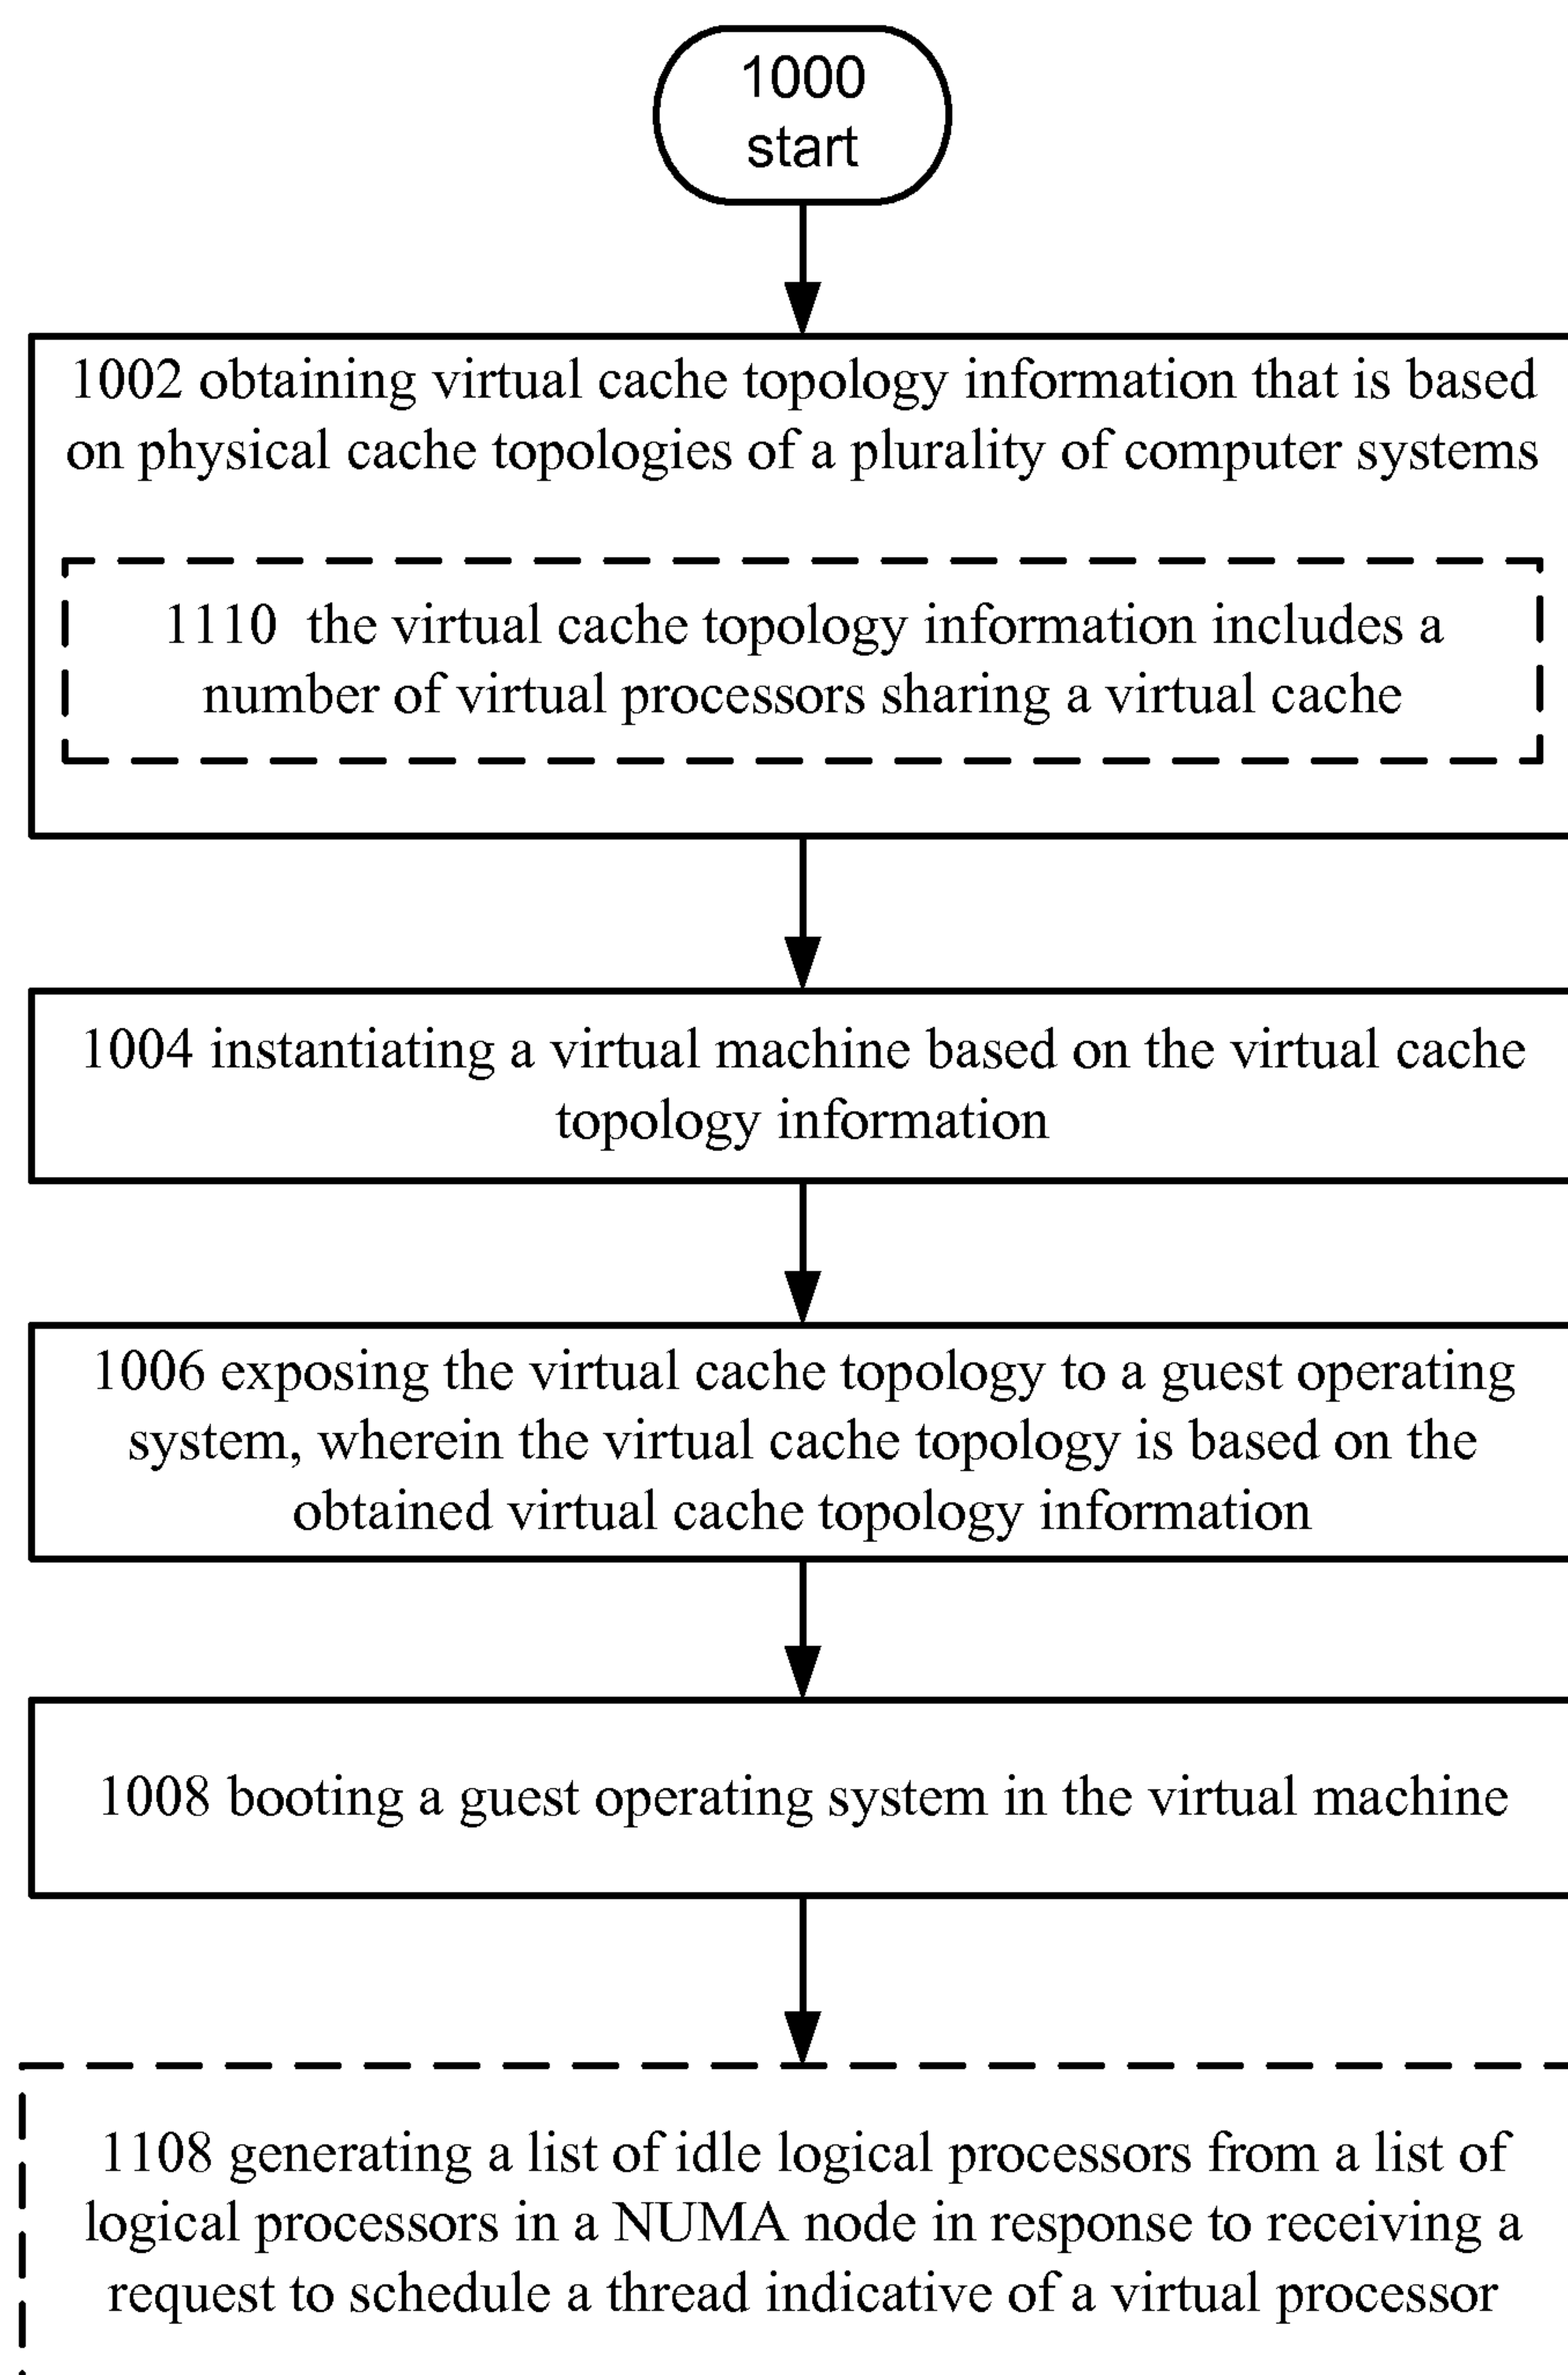 1000
start
1002 obtaining virtual cache topology information that is based
on physical cache topologies of a plurality of computer systems
1110 the virtual cache topology information includes a
number of virtual processors sharing a virtual cache
1004 instantiating a virtual machine based on the virtual cache
topology information
1006 exposing the virtual cache topology to a guest operating
system, wherein the virtual cache topology is based on the
obtained virtual cache topology information
1008 booting a guest operating system in the virtual machine
1108 generating a list of idle logical processors from a list of
logical processors in a NUMA node in response to receiving a
request to schedule a thread indicative of a virtual processor